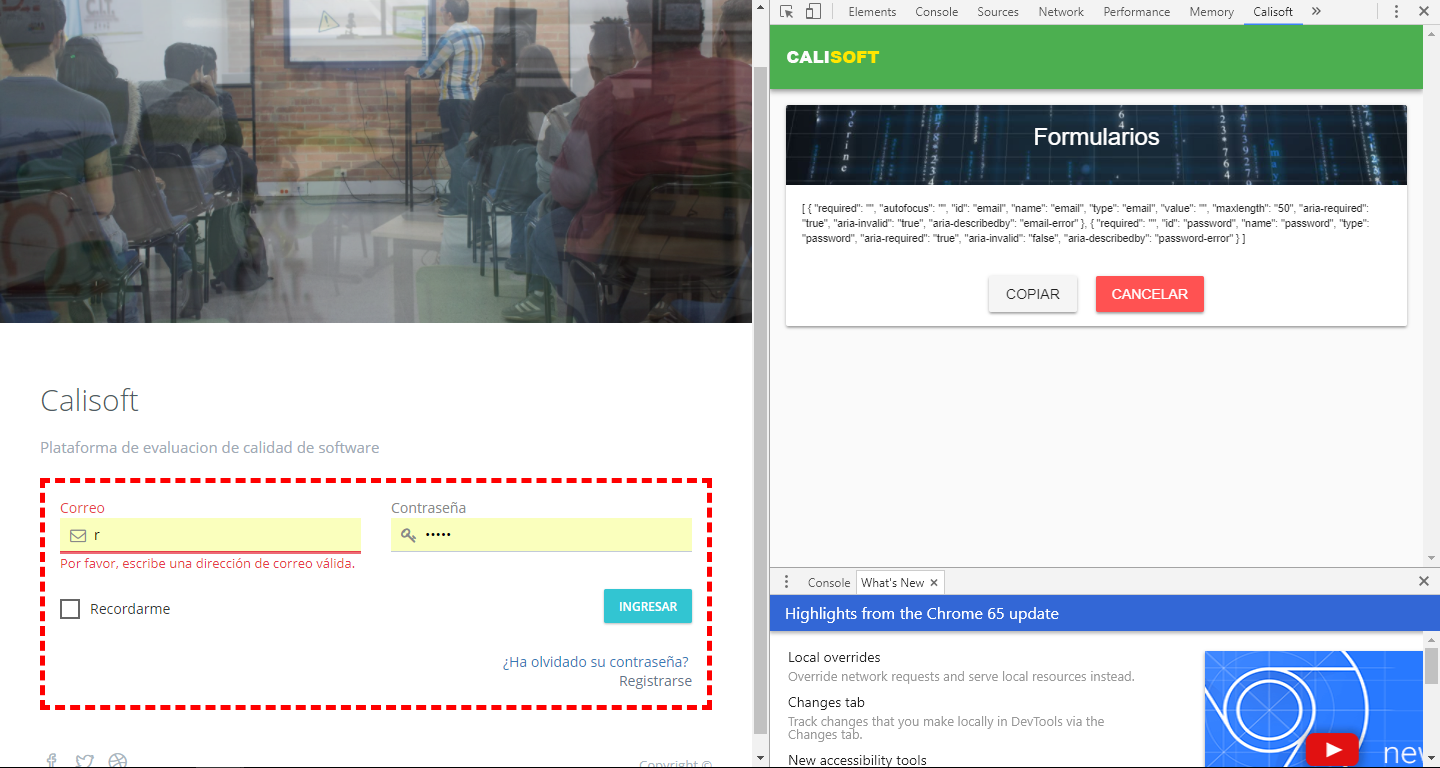 Calisoft
Plataforma de evaluacion de calidad de software
Correo
Contraseña
r
•••••
Por favor, escribe una dirección de correo válida.
Recordarme
INGRESAR
¿Ha olvidado su contraseña?
Registrarse
Copyright ©
Elements Console Sources Network Performance Memory Calisoft »
CALISOFT
Formularios
[ { "required": "", "autofocus": "", "id": "email", "name": "email", "type": "email", "value": "", "maxlength": "50", "aria-required":
"true", "aria-invalid": "true", "aria-describedby": "email-error" }, { "required": "", "id": "password", "name": "password", "type":
"password", "aria-required": "true", "aria-invalid": "false", "aria-describedby": "password-error" } ]
COPIAR
CANCELAR
Console What's New ×
Highlights from the Chrome 65 update
Local overrides
Override network requests and serve local resources instead.
Changes tab
Track changes that you make locally in DevTools via the
Changes tab.
New accessibility tools
new